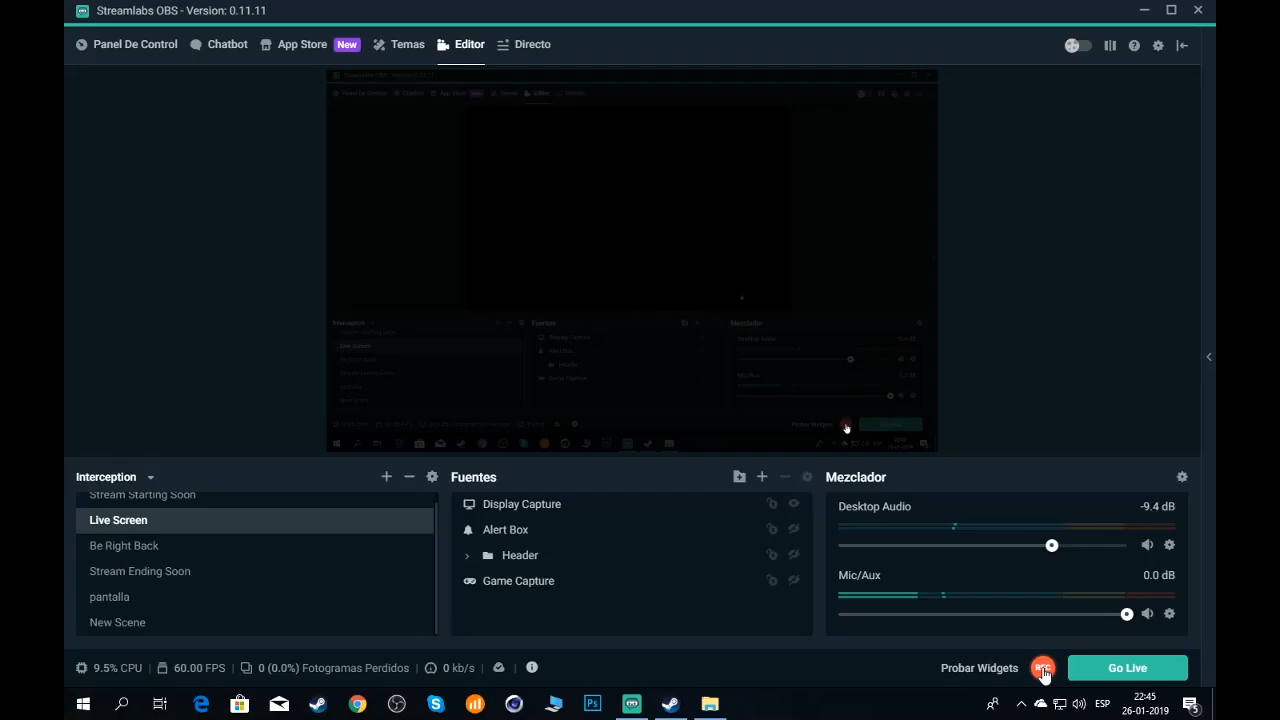 Streamlabs OBS - Version: 0.11.11
Panel De Control Chatbot App Store New Temas Editor Directo
Interception Fuentes Mezclador
Stream Starting Soon
Live Screen
Be Right Back
Stream Ending Soon
pantalla
New Scene
Display Capture
Alert Box
Header
Game Capture
Desktop Audio -9.4 dB
Mic/Aux 0.0 dB
9.5% CPU 60.00 FPS 0 (0.0%) Fotogramas Perdidos 0 kb/s Probar Widgets REC Go Live
ESP 22:45
26-01-2019